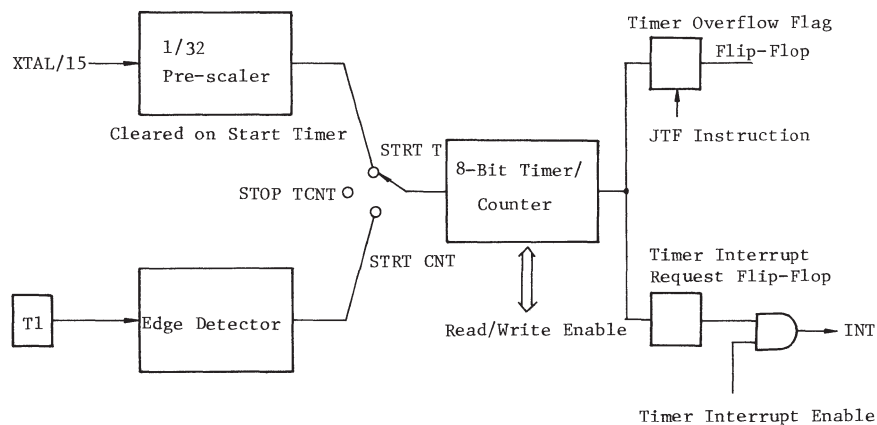 Timer Overflow Flag
Flip-Flop
1/32
Pre-scaler
XTAL/15
Cleared on Start Timer
JTF Instruction
STRT T
8-Bit Timer/
Counter
STOP TCNT
STRT CNT
Timer Interrupt
Request Flip-Flop
T1
Edge Detector
Read/Write Enable
INT
Timer Interrupt Enable